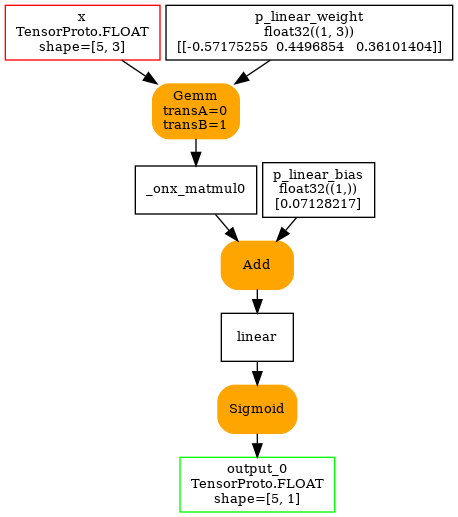 x
TensorProto.FLOAT
shape=[5, 3]
p_linear_weight
float32((1, 3))
[[-0.57175255  0.4496854   0.36101404]]
Gemm
transA=0
transB=1
_onx_matmul0
p_linear_bias
float32((1,))
[0.07128217]
Add
linear
Sigmoid
output_0
TensorProto.FLOAT
shape=[5, 1]